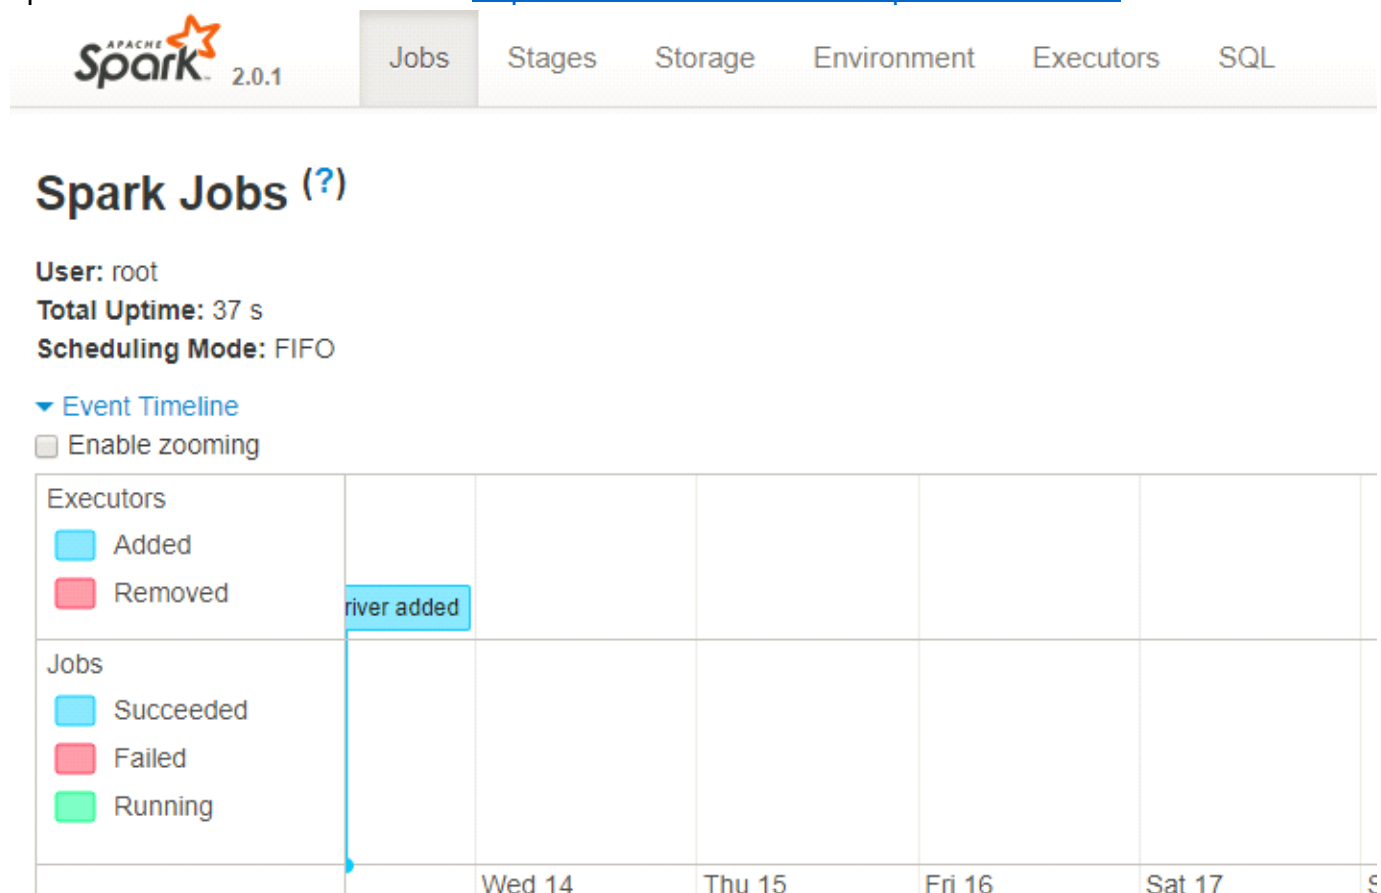 APACHE
Spark 2.0.1
Jobs Stages Storage Environment Executors SQL
Spark Jobs (?)
User: root
Total Uptime: 37 s
Scheduling Mode: FIFO
Event Timeline
Enable zooming
Executors
Added
Removed
river added
Jobs
Succeeded
Failed
Running
Wed 14 Thu 15 Fri 16 Sat 17